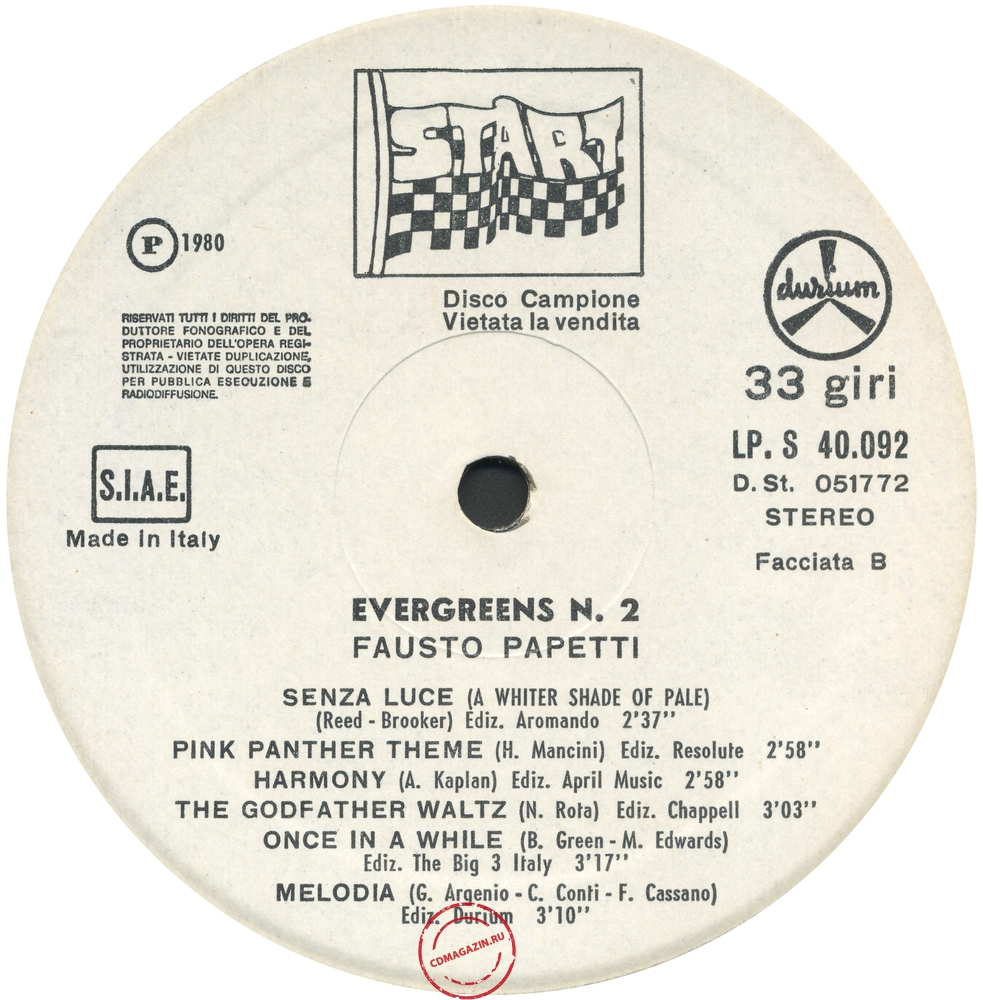 START
Disco Campione
Vietata la vendita
P 1980
RISERVATI TUTTI I DIRITTI DEL PRO-
DUTTORE FONOGRAFICO E DEL
PROPRIETARIO DELL'OPERA REGI-
STRATA - VIETATE DUPLICAZIONE,
UTILIZZAZIONE DI QUESTO DISCO
PER PUBBLICA ESEOUZIONE E
RADIODIFFUSIONE.
S.I.A.E.
Made in Italy
durium
33 giri
LP. S 40.092
D. St. 051772
STEREO
Facciata B
EVERGREENS N. 2
FAUSTO PAPETTI
SENZA LUCE (A WHITER SHADE OF PALE)
(Reed - Brooker) Ediz. Aromando 2'37''
PINK PANTHER THEME (H. Mancini) Ediz. Resolute 2'58''
HARMONY (A. Kaplan) Ediz. April Music 2'58''
THE GODFATHER WALTZ (N. Rota) Ediz. Chappell 3'03''
ONCE IN A WHILE (B. Green - M. Edwards)
Ediz. The Big 3 Italy 3'17''
MELODIA (G. Argenio - C. Conti - F. Cassano)
Ediz. Durium 3'10''
CDMAGAZIN.RU